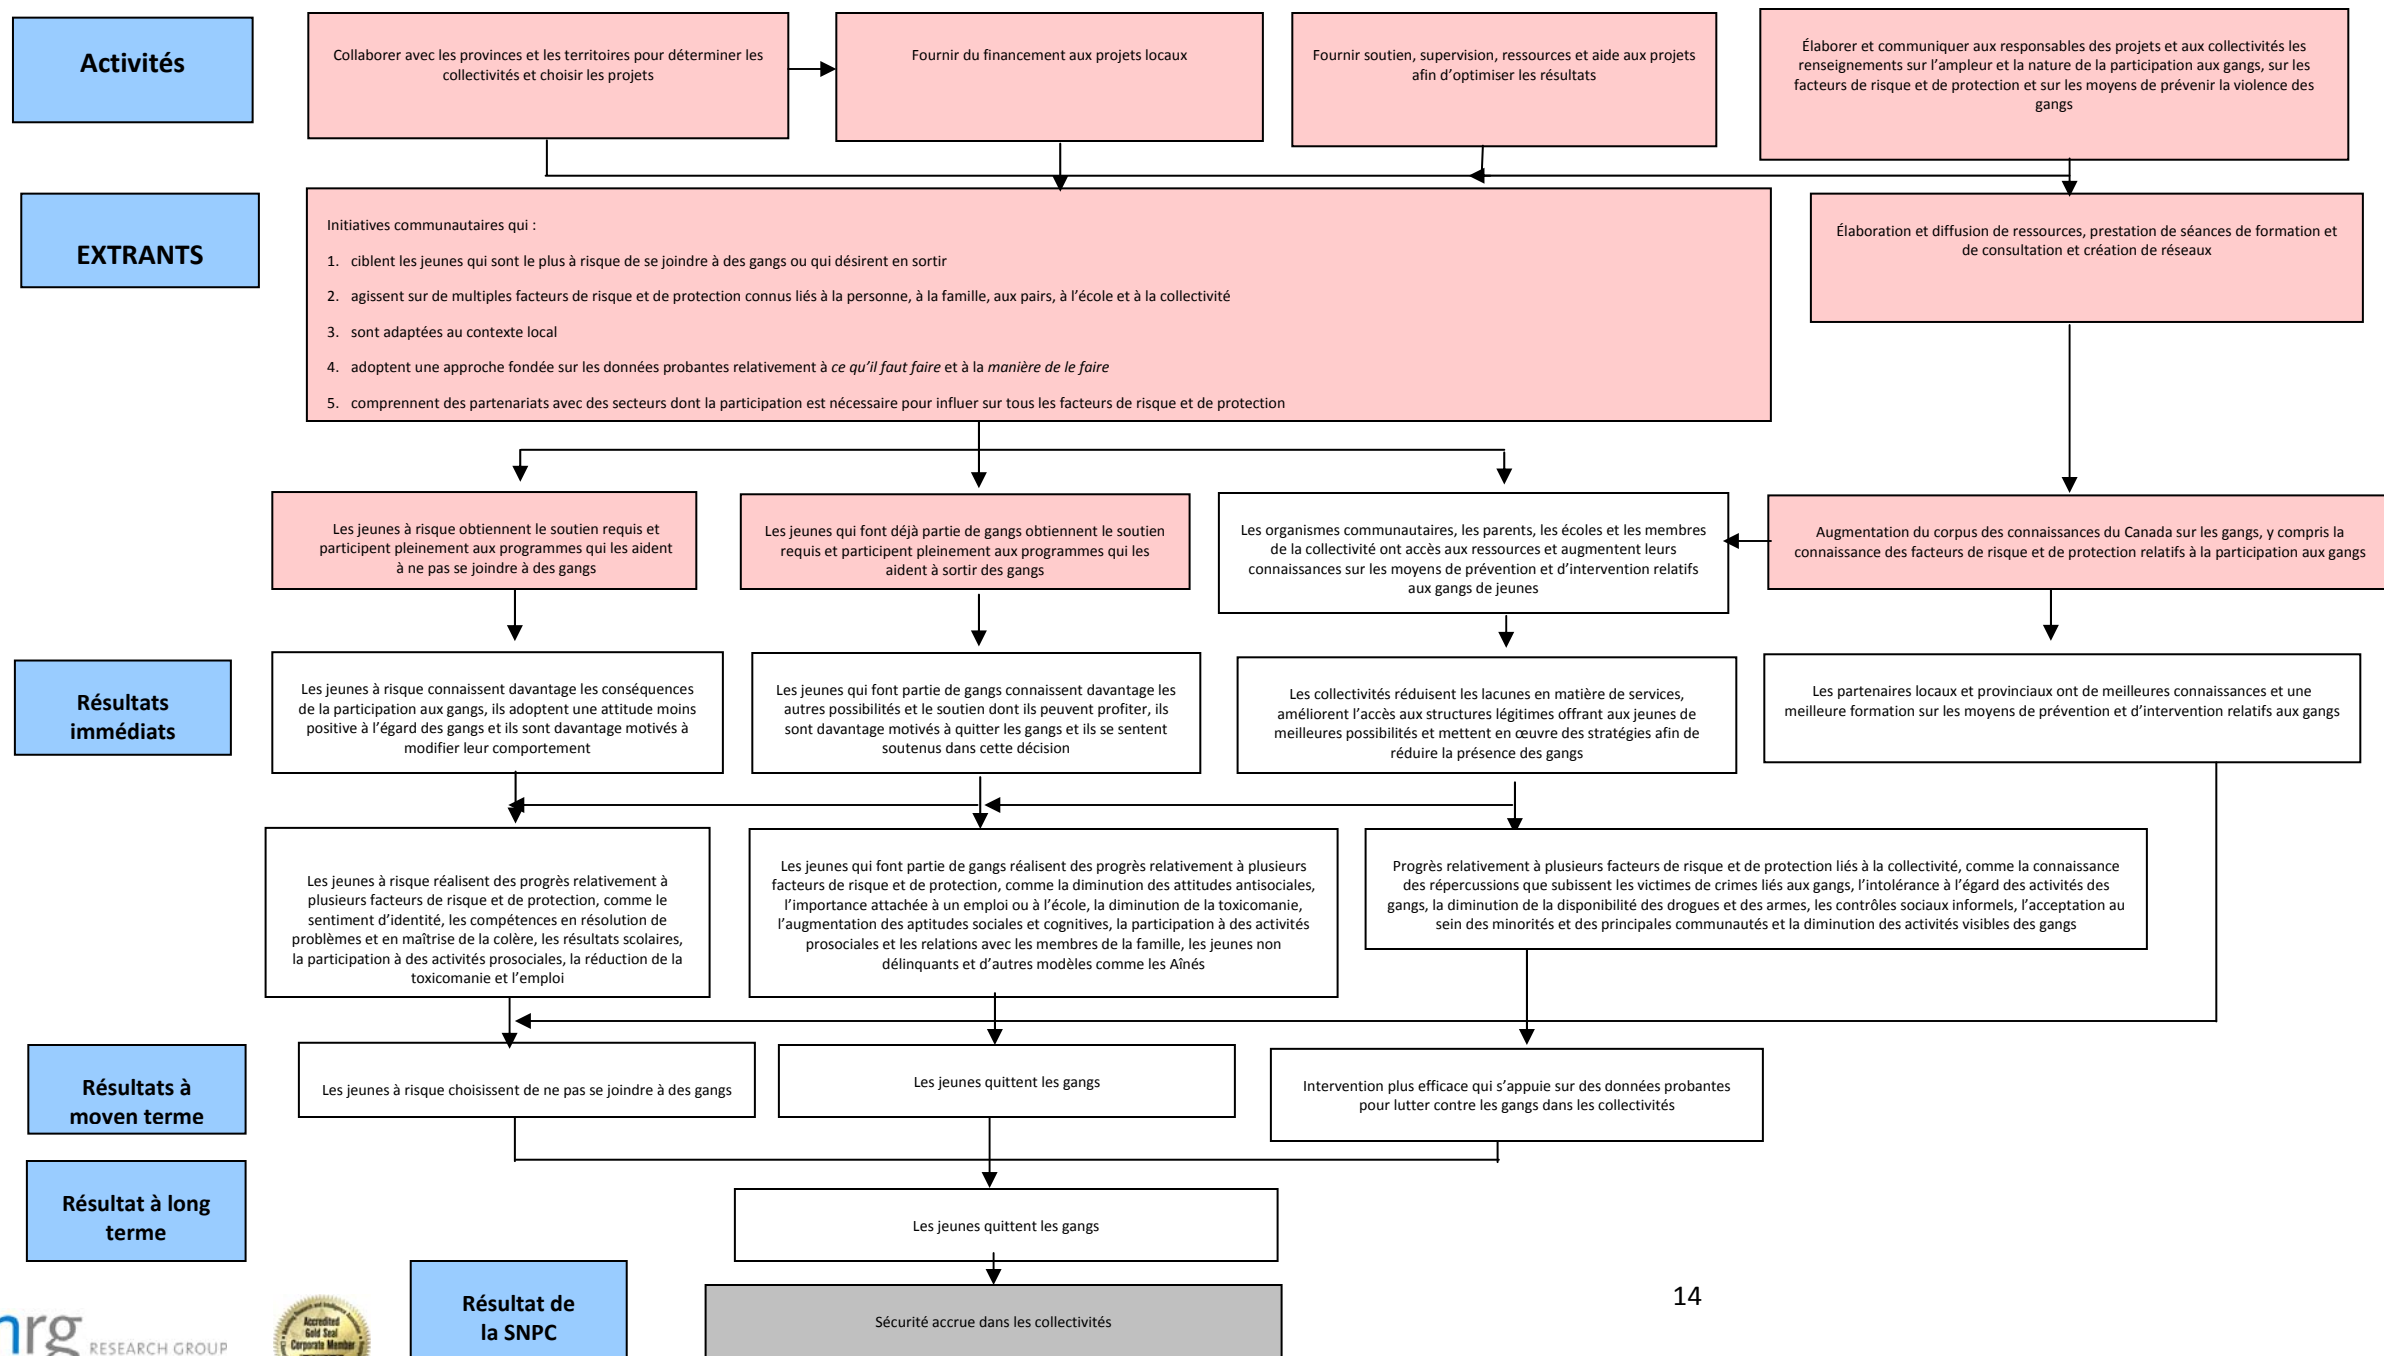 Activités
Collaborer avec les provinces et les territoires pour déterminer les
collectivités et choisir les projets
Fournir du financement aux projets locaux
Fournir soutien, supervision, ressources et aide aux projets
afin d’optimiser les résultats
Élaborer et communiquer aux responsables des projets et aux collectivités les
renseignements sur l’ampleur et la nature de la participation aux gangs, sur les
facteurs de risque et de protection et sur les moyens de prévenir la violence des
gangs
EXTRANTS
Initiatives communautaires qui :
1. ciblent les jeunes qui sont le plus à risque de se joindre à des gangs ou qui désirent en sortir
2. agissent sur de multiples facteurs de risque et de protection connus liés à la personne, à la famille, aux pairs, à l’école et à la collectivité
3. sont adaptées au contexte local
4. adoptent une approche fondée sur les données probantes relativement à ce qu’il faut faire et à la manière de le faire
5. comprennent des partenariats avec des secteurs dont la participation est nécessaire pour influer sur tous les facteurs de risque et de protection
Élaboration et diffusion de ressources, prestation de séances de formation et
de consultation et création de réseaux
Les jeunes à risque obtiennent le soutien requis et
participent pleinement aux programmes qui les aident
à ne pas se joindre à des gangs
Les jeunes qui font déjà partie de gangs obtiennent le soutien
requis et participent pleinement aux programmes qui les
aident à sortir des gangs
Les organismes communautaires, les parents, les écoles et les membres
de la collectivité ont accès aux ressources et augmentent leurs
connaissances sur les moyens de prévention et d’intervention relatifs
aux gangs de jeunes
Augmentation du corpus des connaissances du Canada sur les gangs, y compris la
connaissance des facteurs de risque et de protection relatifs à la participation aux gangs
Résultats
immédiats
Les jeunes à risque connaissent davantage les conséquences
de la participation aux gangs, ils adoptent une attitude moins
positive à l’égard des gangs et ils sont davantage motivés à
modifier leur comportement
Les jeunes qui font partie de gangs connaissent davantage les
autres possibilités et le soutien dont ils peuvent profiter, ils
sont davantage motivés à quitter les gangs et ils se sentent
soutenus dans cette décision
Les collectivités réduisent les lacunes en matière de services,
améliorent l’accès aux structures légitimes offrant aux jeunes de
meilleures possibilités et mettent en œuvre des stratégies afin de
réduire la présence des gangs
Les partenaires locaux et provinciaux ont de meilleures connaissances et une
meilleure formation sur les moyens de prévention et d’intervention relatifs aux gangs
Les jeunes à risque réalisent des progrès relativement à
plusieurs facteurs de risque et de protection, comme le
sentiment d’identité, les compétences en résolution de
problèmes et en maîtrise de la colère, les résultats scolaires,
la participation à des activités prosociales, la réduction de la
toxicomanie et l’emploi
Les jeunes qui font partie de gangs réalisent des progrès relativement à plusieurs
facteurs de risque et de protection, comme la diminution des attitudes antisociales,
l’importance attachée à un emploi ou à l’école, la diminution de la toxicomanie,
l’augmentation des aptitudes sociales et cognitives, la participation à des activités
prosociales et les relations avec les membres de la famille, les jeunes non
délinquants et d’autres modèles comme les Aînés
Progrès relativement à plusieurs facteurs de risque et de protection liés à la collectivité, comme la connaissance
des répercussions que subissent les victimes de crimes liés aux gangs, l’intolérance à l’égard des activités des
gangs, la diminution de la disponibilité des drogues et des armes, les contrôles sociaux informels, l’acceptation au
sein des minorités et des principales communautés et la diminution des activités visibles des gangs
Résultats à
moyen terme
Les jeunes à risque choisissent de ne pas se joindre à des gangs
Les jeunes quittent les gangs
Intervention plus efficace qui s’appuie sur des données probantes
pour lutter contre les gangs dans les collectivités
Résultat à long
terme
Les jeunes quittent les gangs
Résultat de
la SNPC
Sécurité accrue dans les collectivités
14
nrg RESEARCH GROUP
Accredited
Gold Seal
Corporate Member